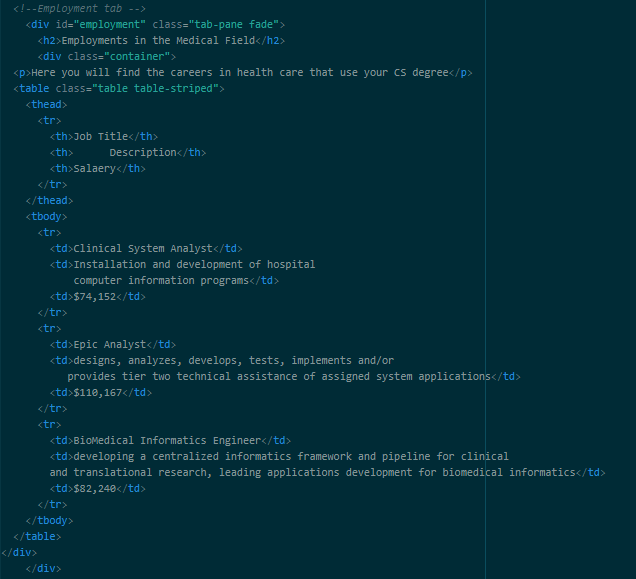 <!--Employment tab -->
<div id="employment" class="tab-pane fade">
<h2>Employments in the Medical Field</h2>
<div class="container">
<p>Here you will find the careers in health care that use your CS degree</p>
<table class="table table-striped">
<thead>
<tr>
<th>Job Title</th>
<th>      Description</th>
<th>Salaery</th>
</tr>
</thead>
<tbody>
<tr>
<td>Clinical System Analyst</td>
<td>Installation and development of hospital
computer information programs</td>
<td>$74,152</td>
</tr>
<tr>
<td>Epic Analyst</td>
<td>designs, analyzes, develops, tests, implements and/or
provides tier two technical assistance of assigned system applications</td>
<td>$110,167</td>
</tr>
<tr>
<td>BioMedical Informatics Engineer</td>
<td>developing a centralized informatics framework and pipeline for clinical
and translational research, leading applications development for biomedical informatics</td>
<td>$82,240</td>
</tr>
</tbody>
</table>
</div>
</div>